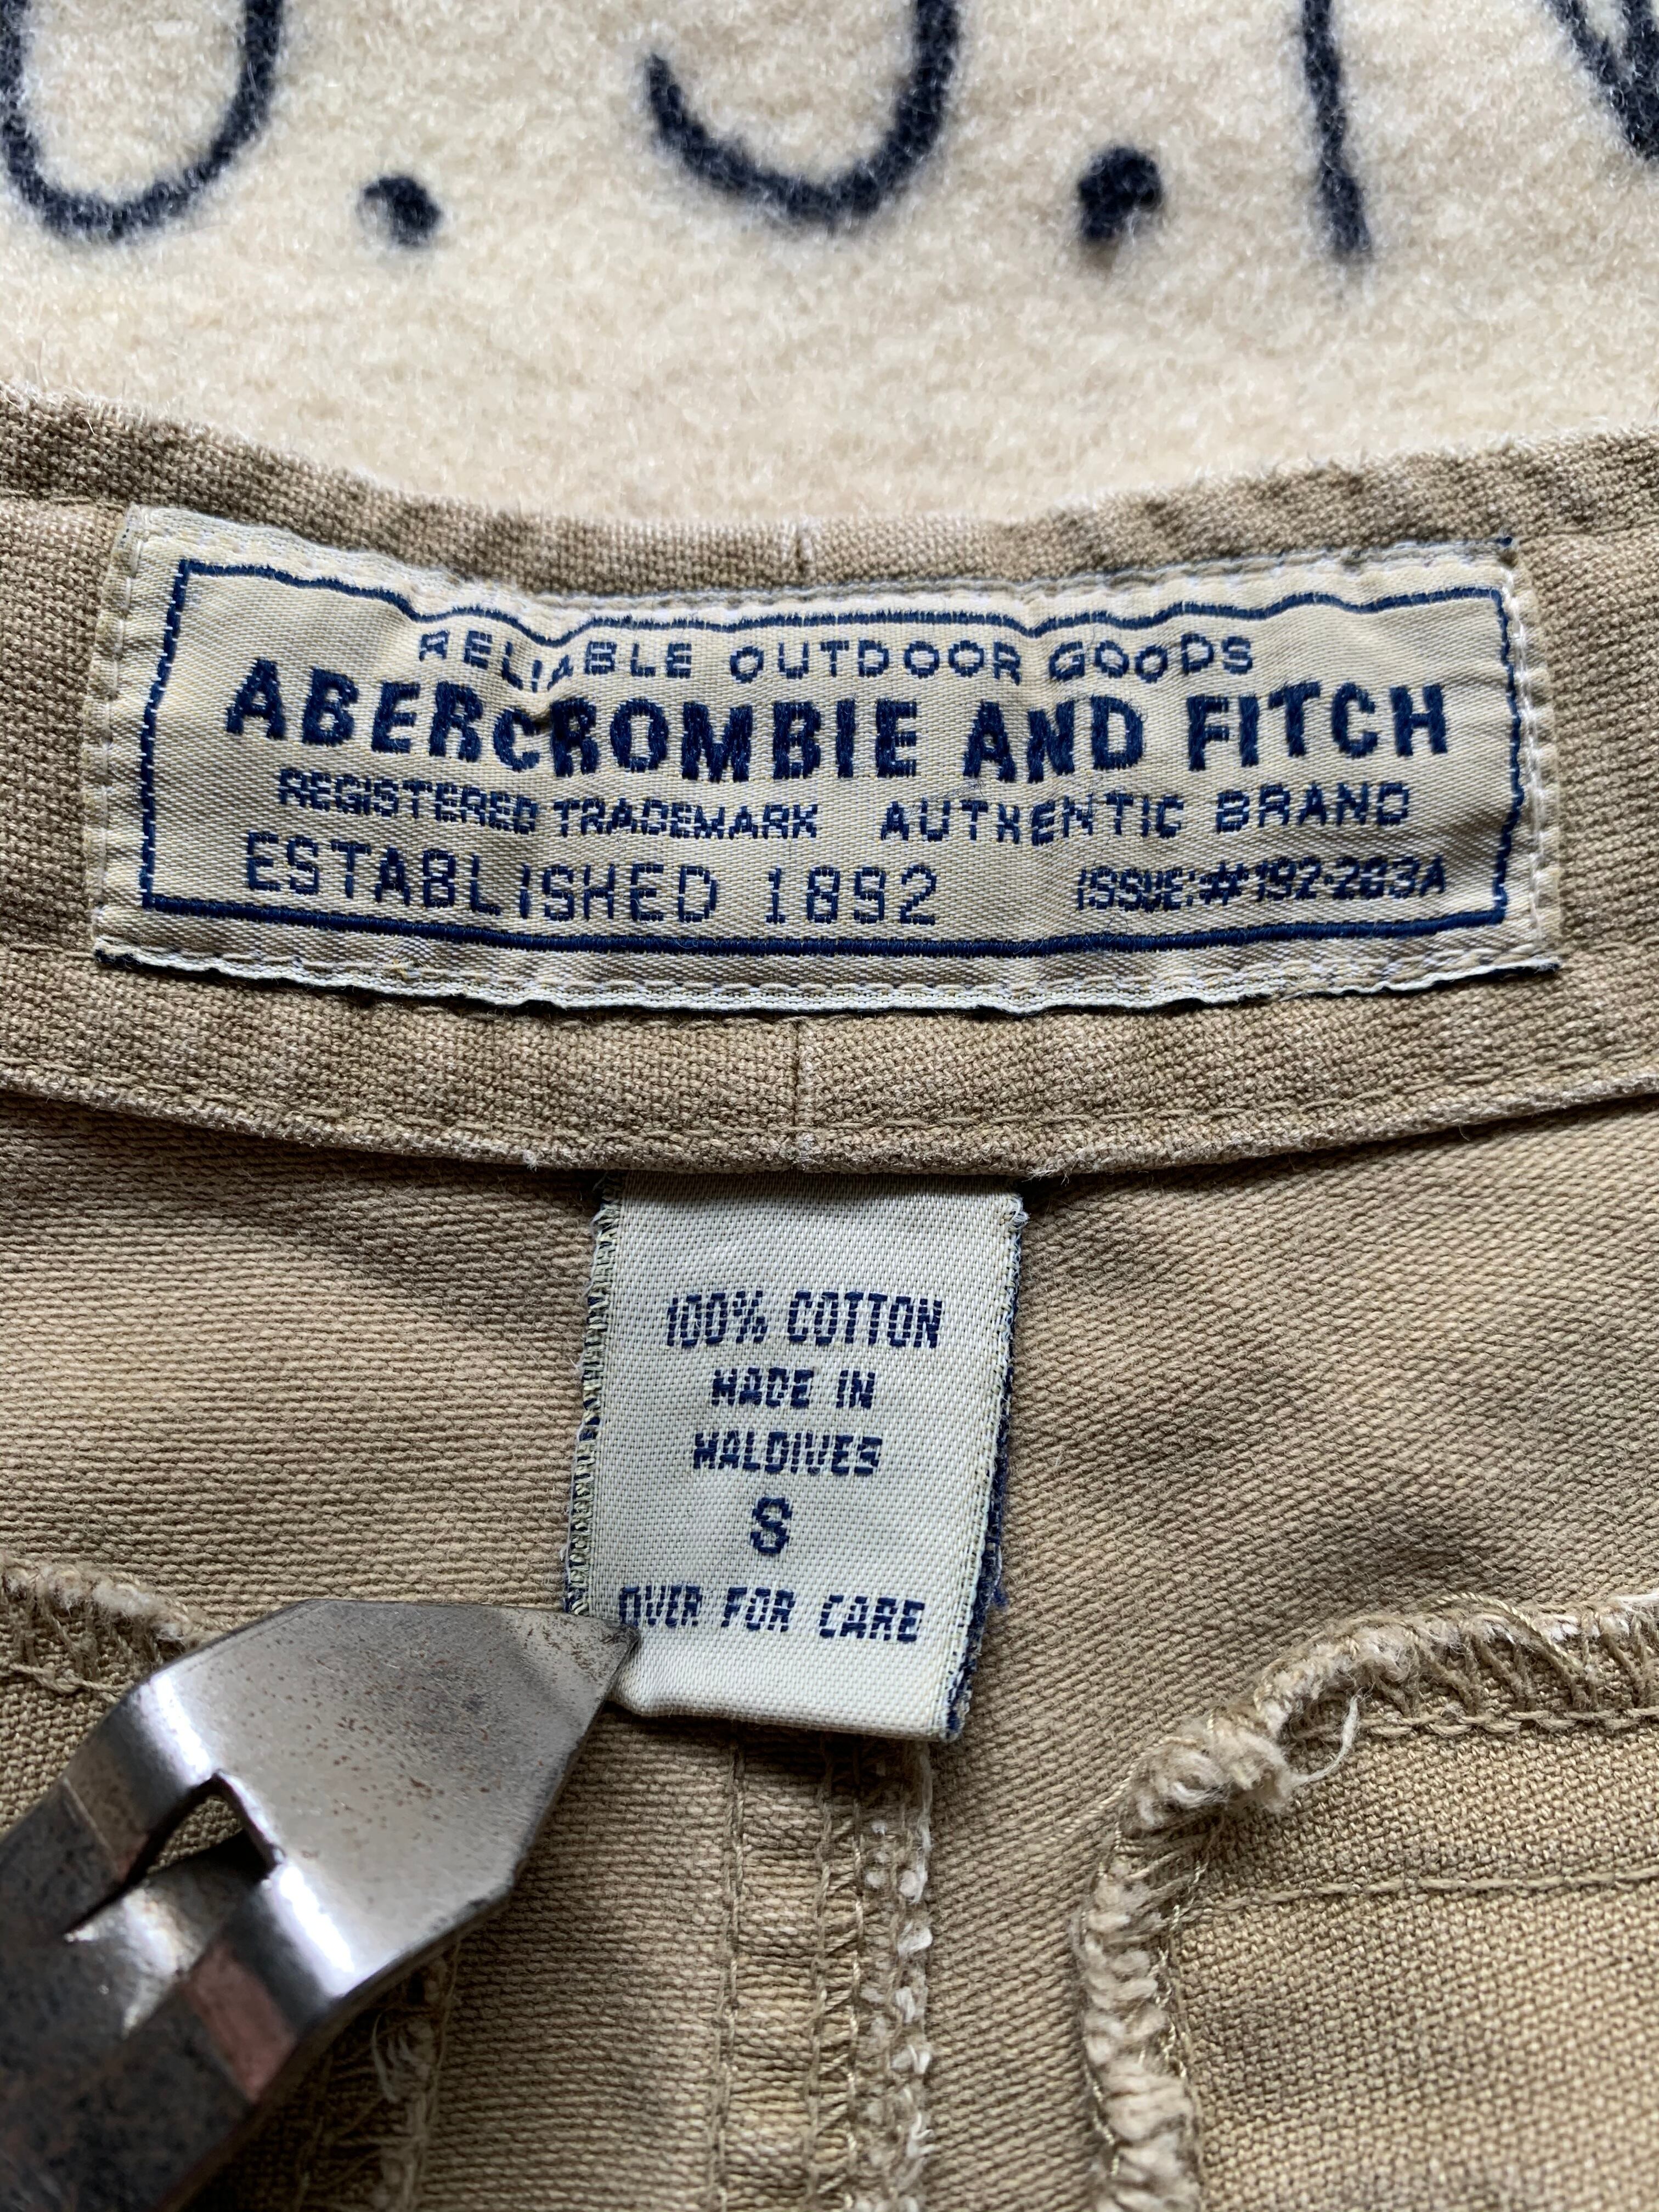 U.S.N
RELIABLE OUTDOOR GOODS
ABERCROMBIE AND FITCH
REGISTERED TRADEMARK AUTHENTIC BRAND
ESTABLISHED 1892 ISSUE:# 192-283A
100% COTTON
MADE IN
MALDIVES
S
OVER FOR CARE